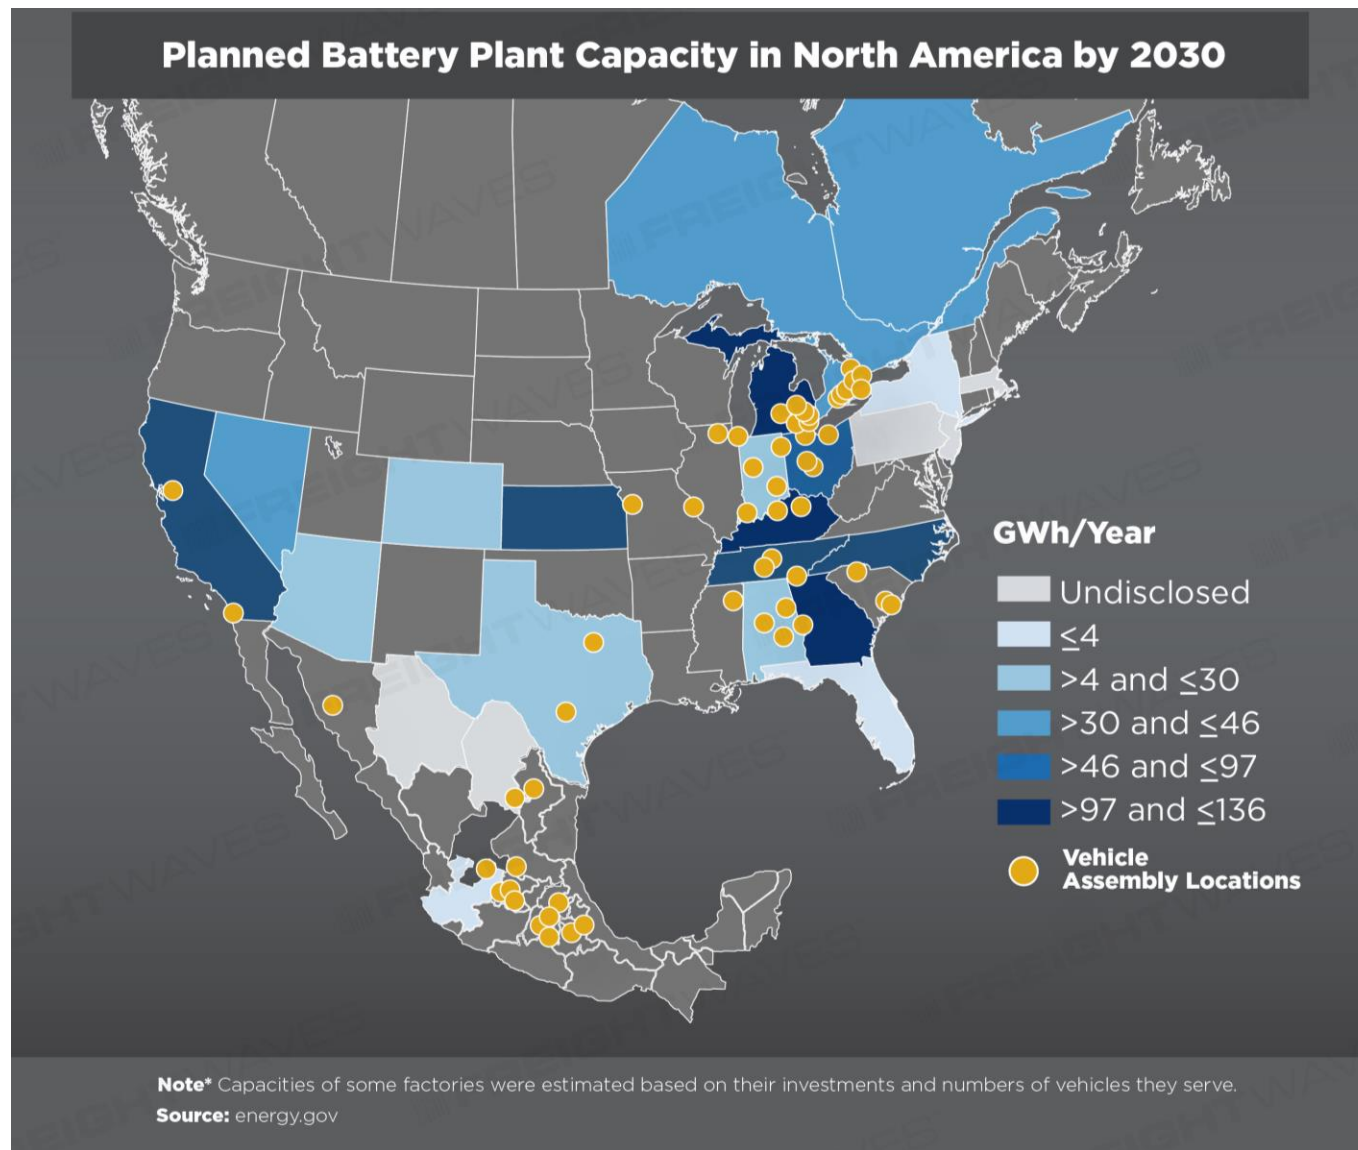 Planned Battery Plant Capacity in North America by 2030
GWh/Year
Undisclosed
≤4
>4 and ≤30
>30 and ≤46
>46 and ≤97
>97 and ≤136
Vehicle
Assembly Locations
Note* Capacities of some factories were estimated based on their investments and numbers of vehicles they serve.
Source: energy.gov
FREIGHTWAVES